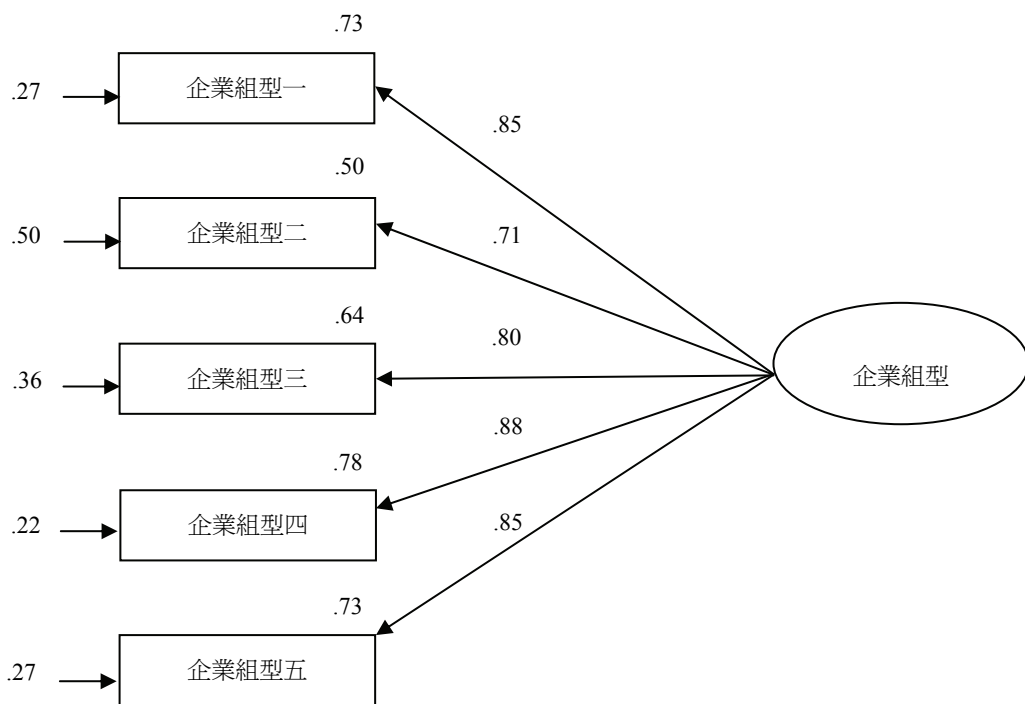 .73
.27
企業組型一
.85
.50
.50
企業組型二
.71
.64
.80
.36
企業組型三
企業組型
.88
.78
.22
企業組型四
.85
.73
.27
企業組型五